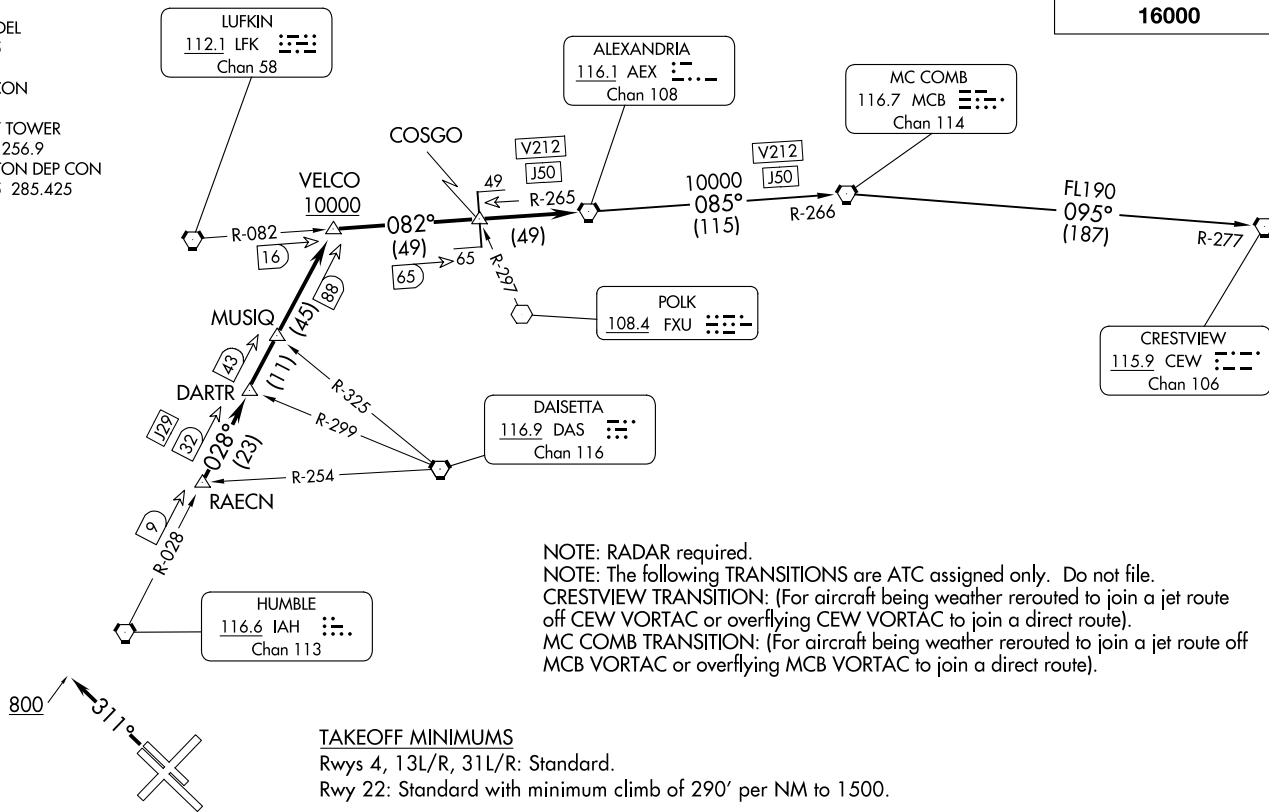 DEL
CON
TOWER
256.9
TON DEP CON
285.425
16000
LUFKIN
112.1 LFK
Chan 58
ALEXANDRIA
116.1 AEX
Chan 108
MC COMB
116.7 MCB
Chan 114
COSGO
V212
J50
V212
J50
VELCO
10000
49
R-265
10000
085°
(115)
R-266
FL190
095°
(187)
R-277
R-082
16
082°
(49)
65
65
(49)
R-297
88
POLK
108.4 FXU
MUSIQ
(45)
CRESTVIEW
115.9 CEW
Chan 106
43
(11)
R-325
DARTR
R-299
J29
32
028°
(23)
DAISETTA
116.9 DAS
Chan 116
R-254
RAECN
9
R-028
HUMBLE
116.6 IAH
Chan 113
NOTE: RADAR required.
NOTE: The following TRANSITIONS are ATC assigned only. Do not file.
CRESTVIEW TRANSITION: (For aircraft being weather rerouted to join a jet route
off CEW VORTAC or overflying CEW VORTAC to join a direct route).
MC COMB TRANSITION: (For aircraft being weather rerouted to join a jet route off
MCB VORTAC or overflying MCB VORTAC to join a direct route).
800
311°
TAKEOFF MINIMUMS
Rwys 4, 13L/R, 31L/R: Standard.
Rwy 22: Standard with minimum climb of 290' per NM to 1500.